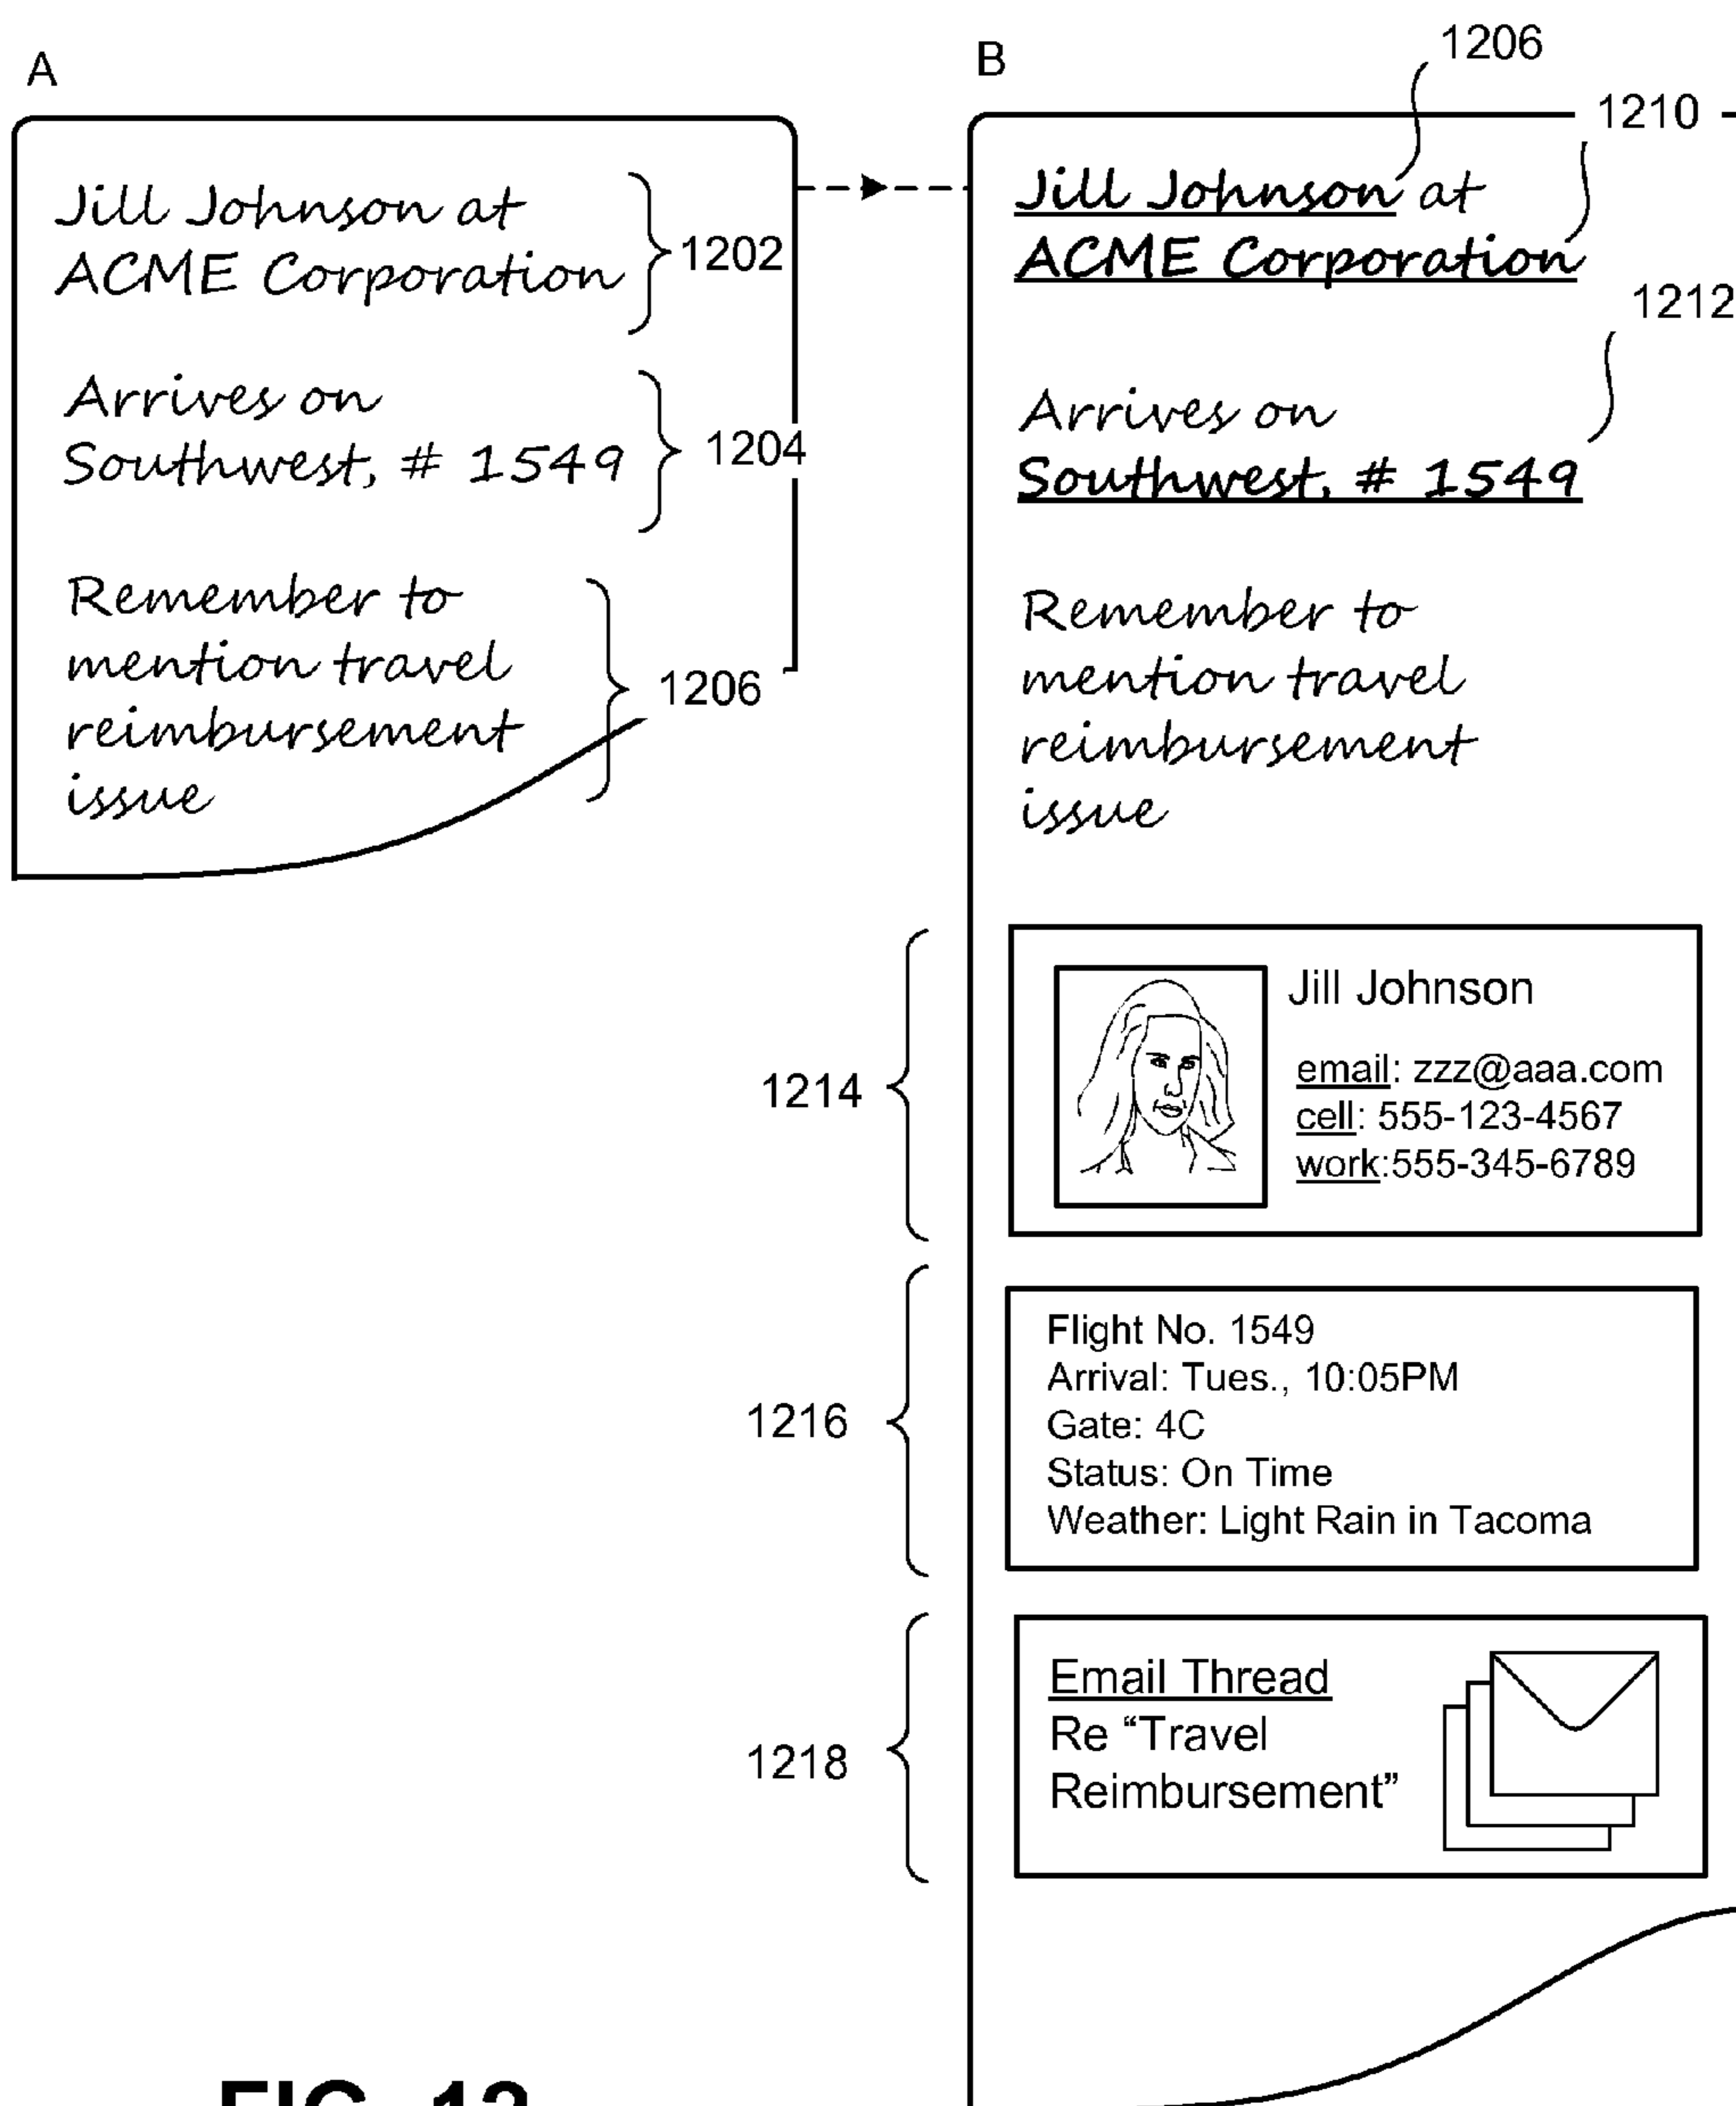 A
Jill Johnson at
ACME Corporation
1202
Arrives on
Southwest, # 1549
1204
Remember to
mention travel
reimbursement
issue
1206
B
1206
1210
Jill Johnson at
ACME Corporation
1212
Arrives on
Southwest, # 1549
Remember to
mention travel
reimbursement
issue
1214
Jill Johnson
email: zzz@aaa.com
cell: 555-123-4567
work:555-345-6789
1216
Flight No. 1549
Arrival: Tues., 10:05PM
Gate: 4C
Status: On Time
Weather: Light Rain in Tacoma
1218
Email Thread
Re “Travel
Reimbursement”
FIG. 12